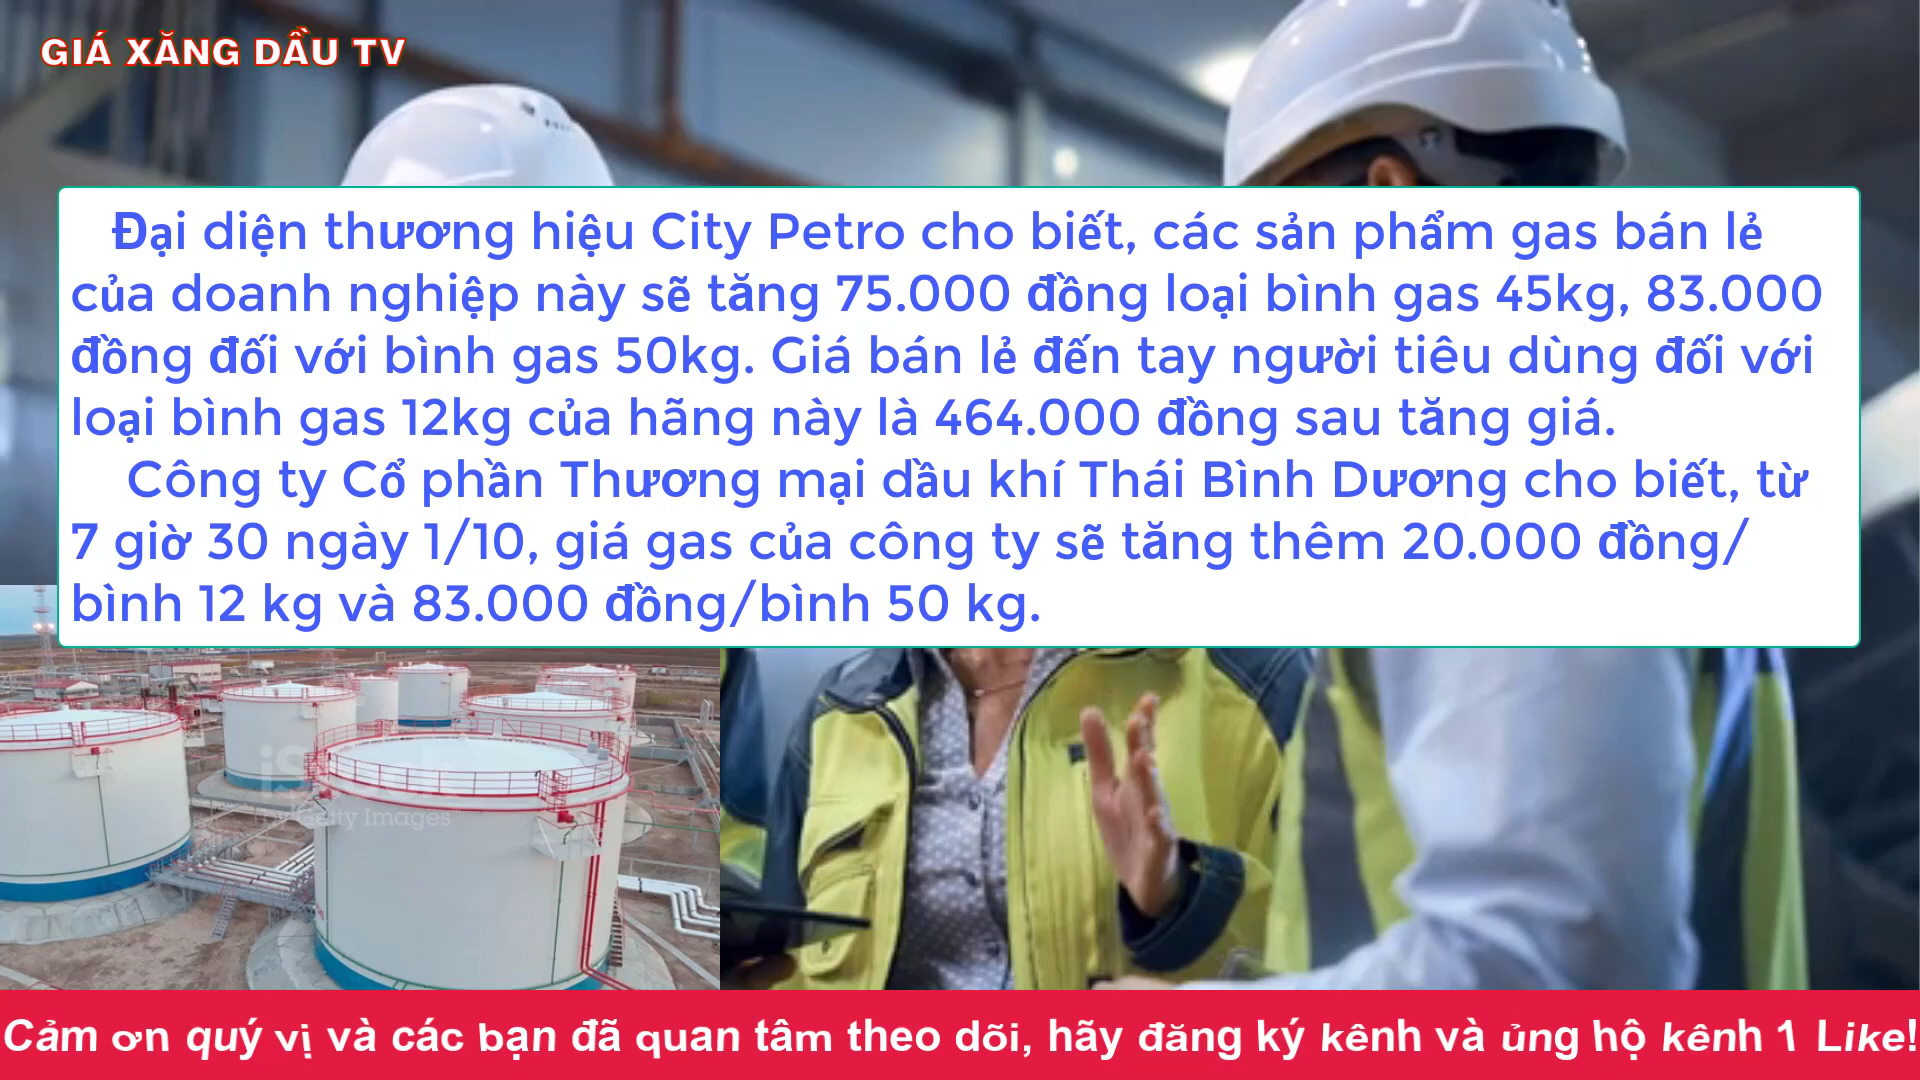 GIÁ XĂNG DẦU TV
Đại diện thương hiệu City Petro cho biết, các sản phẩm gas bán lẻ
của doanh nghiệp này sẽ tăng 75.000 đồng loại bình gas 45kg, 83.000
đồng đối với bình gas 50kg. Giá bán lẻ đến tay người tiêu dùng đối với
loại bình gas 12kg của hãng này là 464.000 đồng sau tăng giá.
Công ty Cổ phần Thương mại dầu khí Thái Bình Dương cho biết, từ
7 giờ 30 ngày 1/10, giá gas của công ty sẽ tăng thêm 20.000 đồng/
bình 12 kg và 83.000 đồng/bình 50 kg.
iStock
by Getty Images
Cảm ơn quý vị và các bạn đã quan tâm theo dõi, hãy đăng ký kênh và ủng hộ kênh 1 Like!